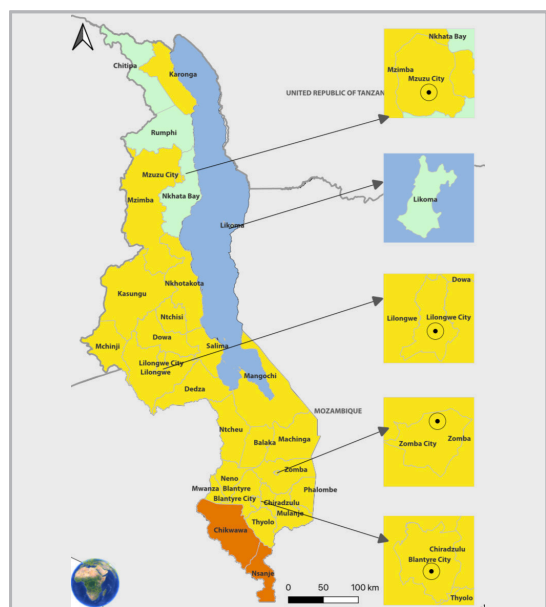 Chitipa
Karonga
Rumphi
Mzuzu City
Nkhata Bay
Mzimba
Likoma
Nkhotakota
Kasungu
Ntchisi
Dowa
Mchinji
Salima
Lilongwe City
Lilongwe
Mangochi
Dedza
MOZAMBIQUE
Ntcheu
Machinga
Balaka
Zomba
Neno
Phalombe
Mwanza
Blantyre
Blantyre City
Chiradzulu
Mulanje
Thyolo
Chikwawa
Nsanje
0 50 100 km
UNITED REPUBLIC OF TANZAN
Nkhata Bay
Mzimba
Mzuzu City
Likoma
Dowa
Lilongwe
Lilongwe City
Zomba City
Zomba
Chiradzulu
Blantyre City
Thyolo